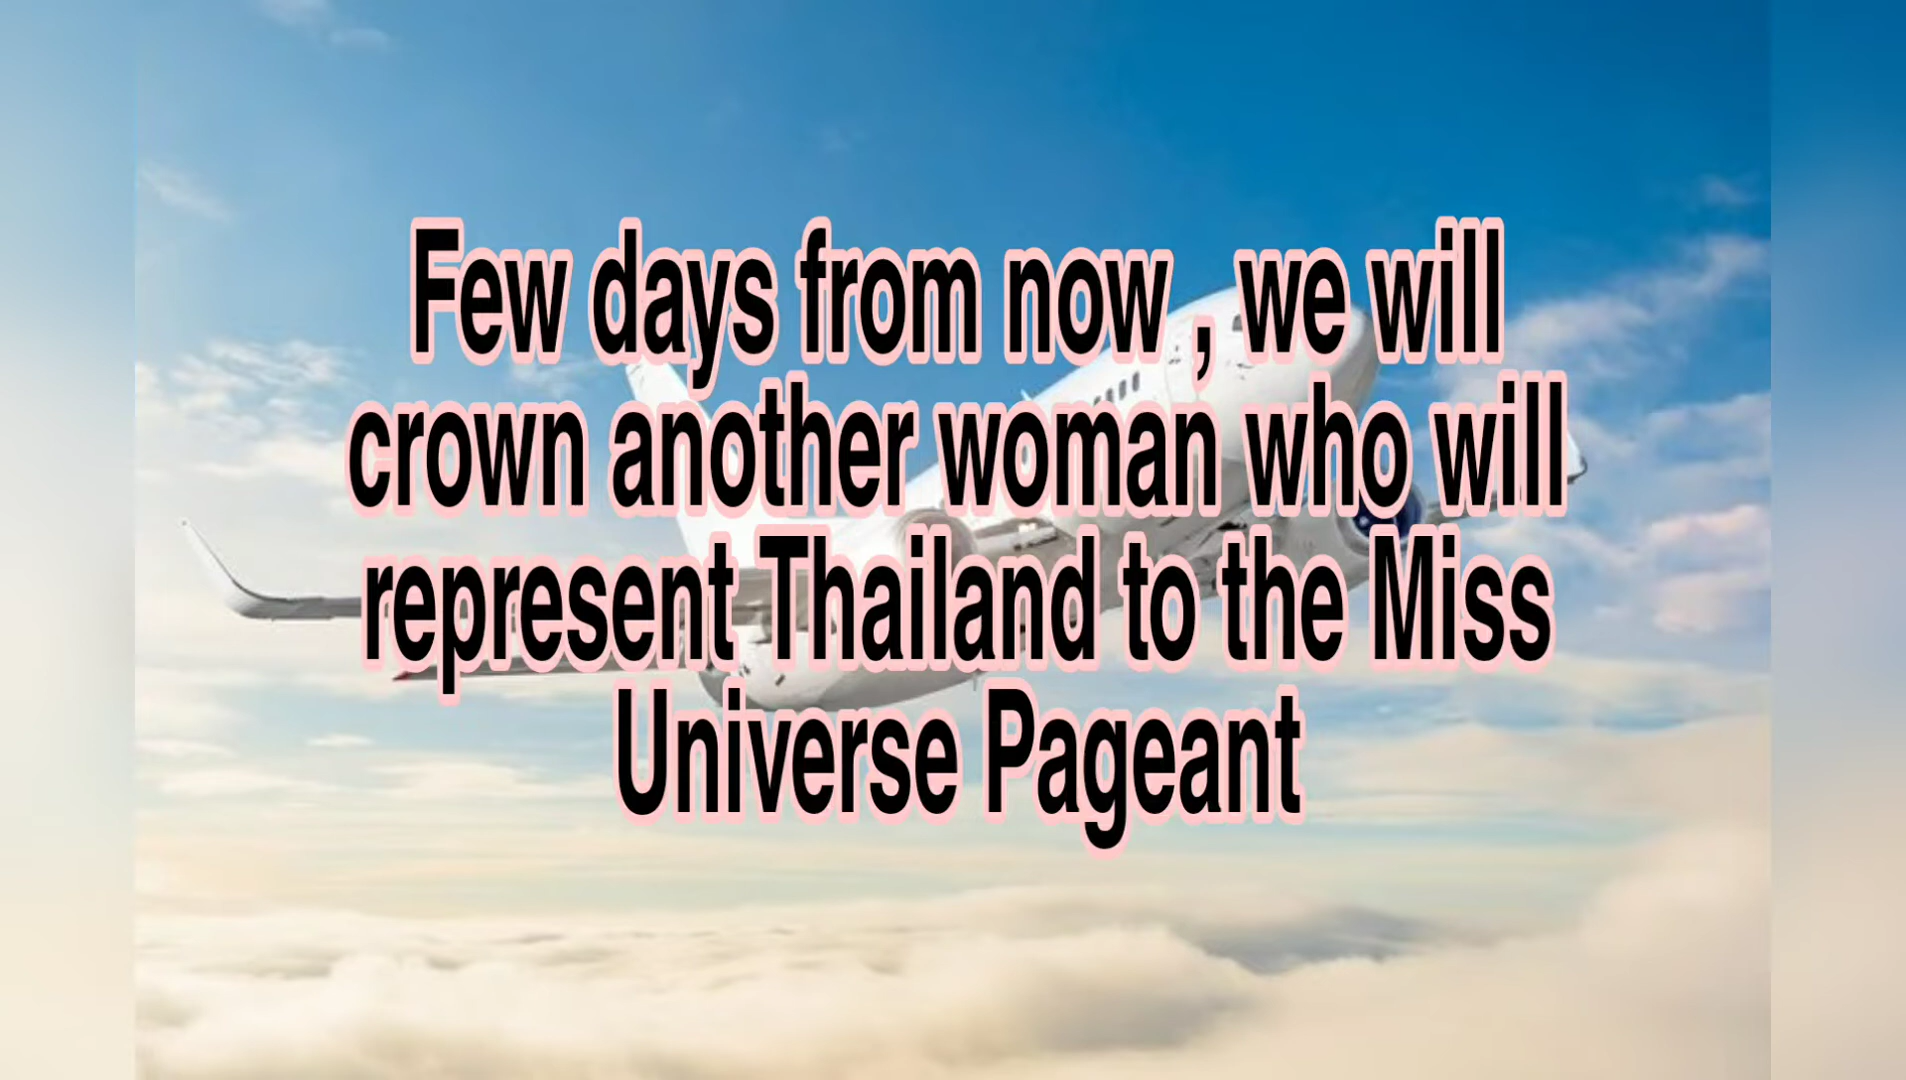 Few days from now , we will
crown another woman who will
represent Thailand to the Miss
Universe Pageant